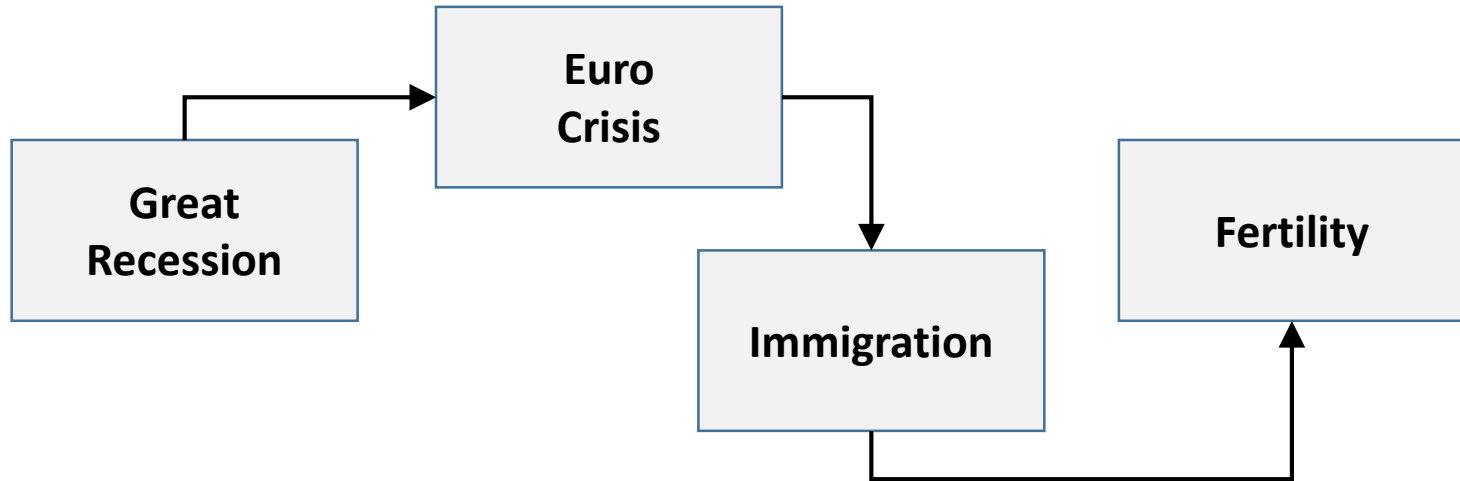 Great
Recession
Euro
Crisis
Immigration
Fertility